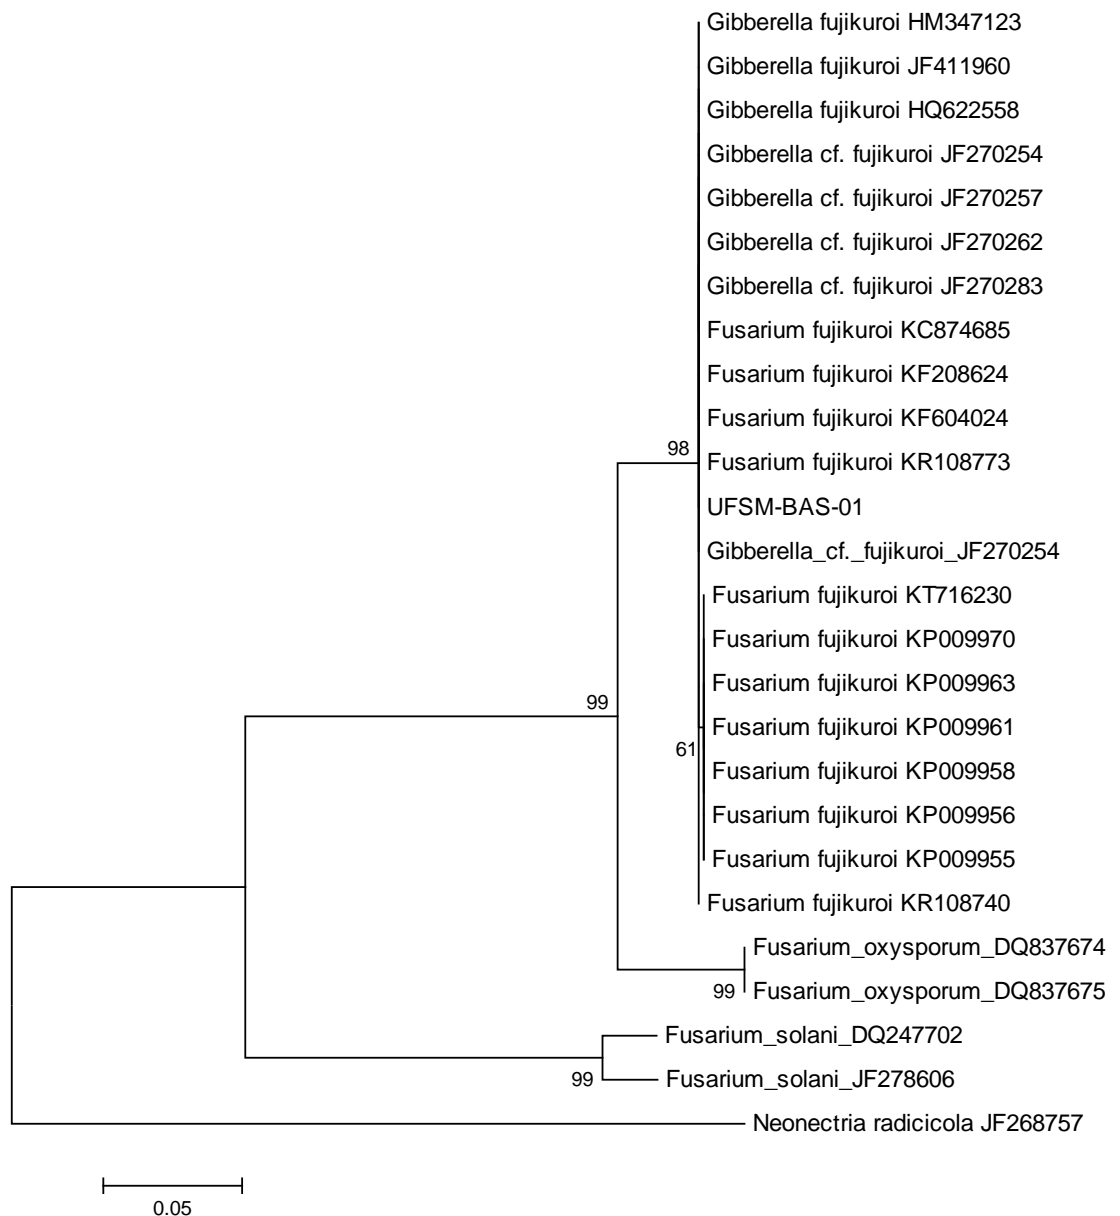 Gibberella fujikuroi HM347123
Gibberella fujikuroi JF411960
Gibberella fujikuroi HQ622558
Gibberella cf. fujikuroi JF270254
Gibberella cf. fujikuroi JF270257
Gibberella cf. fujikuroi JF270262
Gibberella cf. fujikuroi JF270283
Fusarium fujikuroi KC874685
Fusarium fujikuroi KF208624
Fusarium fujikuroi KF604024
98
Fusarium fujikuroi KR108773
UFSM-BAS-01
Gibberella_cf._fujikuroi_JF270254
Fusarium fujikuroi KT716230
Fusarium fujikuroi KP009970
Fusarium fujikuroi KP009963
99
Fusarium fujikuroi KP009961
61
Fusarium fujikuroi KP009958
Fusarium fujikuroi KP009956
Fusarium fujikuroi KP009955
Fusarium fujikuroi KR108740
Fusarium_oxysporum_DQ837674
99
Fusarium_oxysporum_DQ837675
Fusarium_solani_DQ247702
99
Fusarium_solani_JF278606
Neonectria radicicola JF268757
0.05